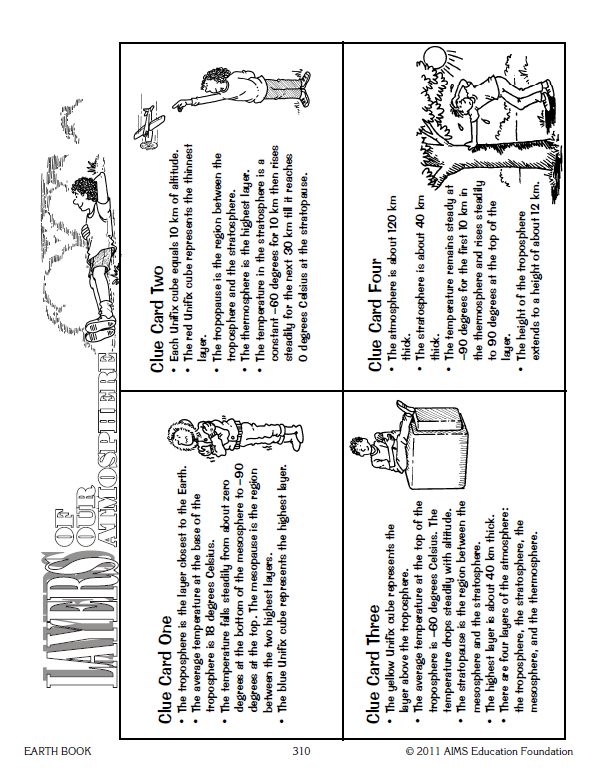 LAYERS OF OUR ATMOSPHERE
Clue Card One
• The troposphere is the layer closest to the Earth.
• The average temperature at the base of the
troposphere is 18 degrees Celsius.
• The temperature falls steadily from about zero
degrees at the bottom of the mesosphere to –90
degrees at the top. The mesopause is the region
between the two highest layers.
• The blue Unifix cube represents the highest layer.
Clue Card Two
• Each Unifix cube equals 10 km of altitude.
• The red Unifix cube represents the thinnest
layer.
• The tropopause is the region between the
troposphere and the stratosphere.
• The thermosphere is the highest layer.
• The temperature in the stratosphere is a
constant –60 degrees for 10 km then rises
steadily for the next 30 km till it reaches
0 degrees Celsius at the stratopause.
Clue Card Three
• The yellow Unifix cube represents the
layer above the troposphere.
• The average temperature at the top of the
troposphere is –60 degrees Celsius. The
temperature drops steadily with altitude.
• The stratopause is the region between the
mesosphere and the stratosphere.
• The highest layer is about 40 km thick.
• There are four layers of the atmosphere:
the troposphere, the stratosphere, the
mesosphere, and the thermosphere.
Clue Card Four
• The atmosphere is about 120 km
thick.
• The stratosphere is about 40 km
thick.
• The temperature remains steady at
–90 degrees for the first 10 km in
the thermosphere and rises steadily
to 90 degrees at the top of the
layer.
• The height of the troposphere
extends to a height of about 12 km.
EARTH BOOK
310
© 2011 AIMS Education Foundation